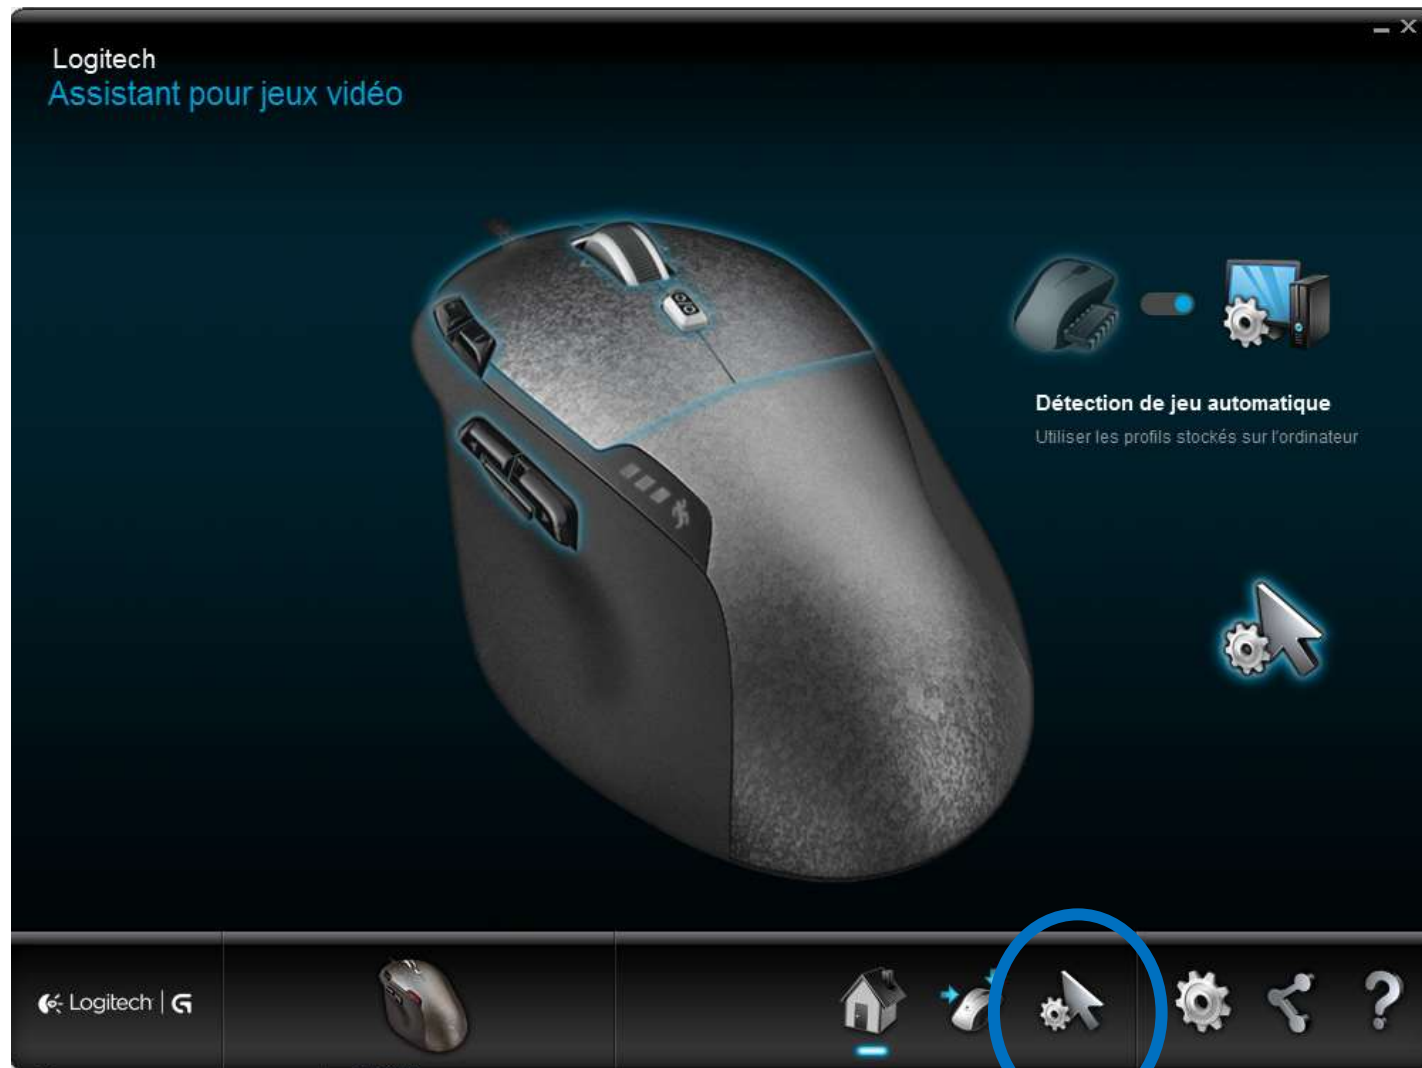 Logitech
Assistant pour jeux vidéo
Détection de jeu automatique
Utiliser les profils stockés sur l'ordinateur
Logitech | G